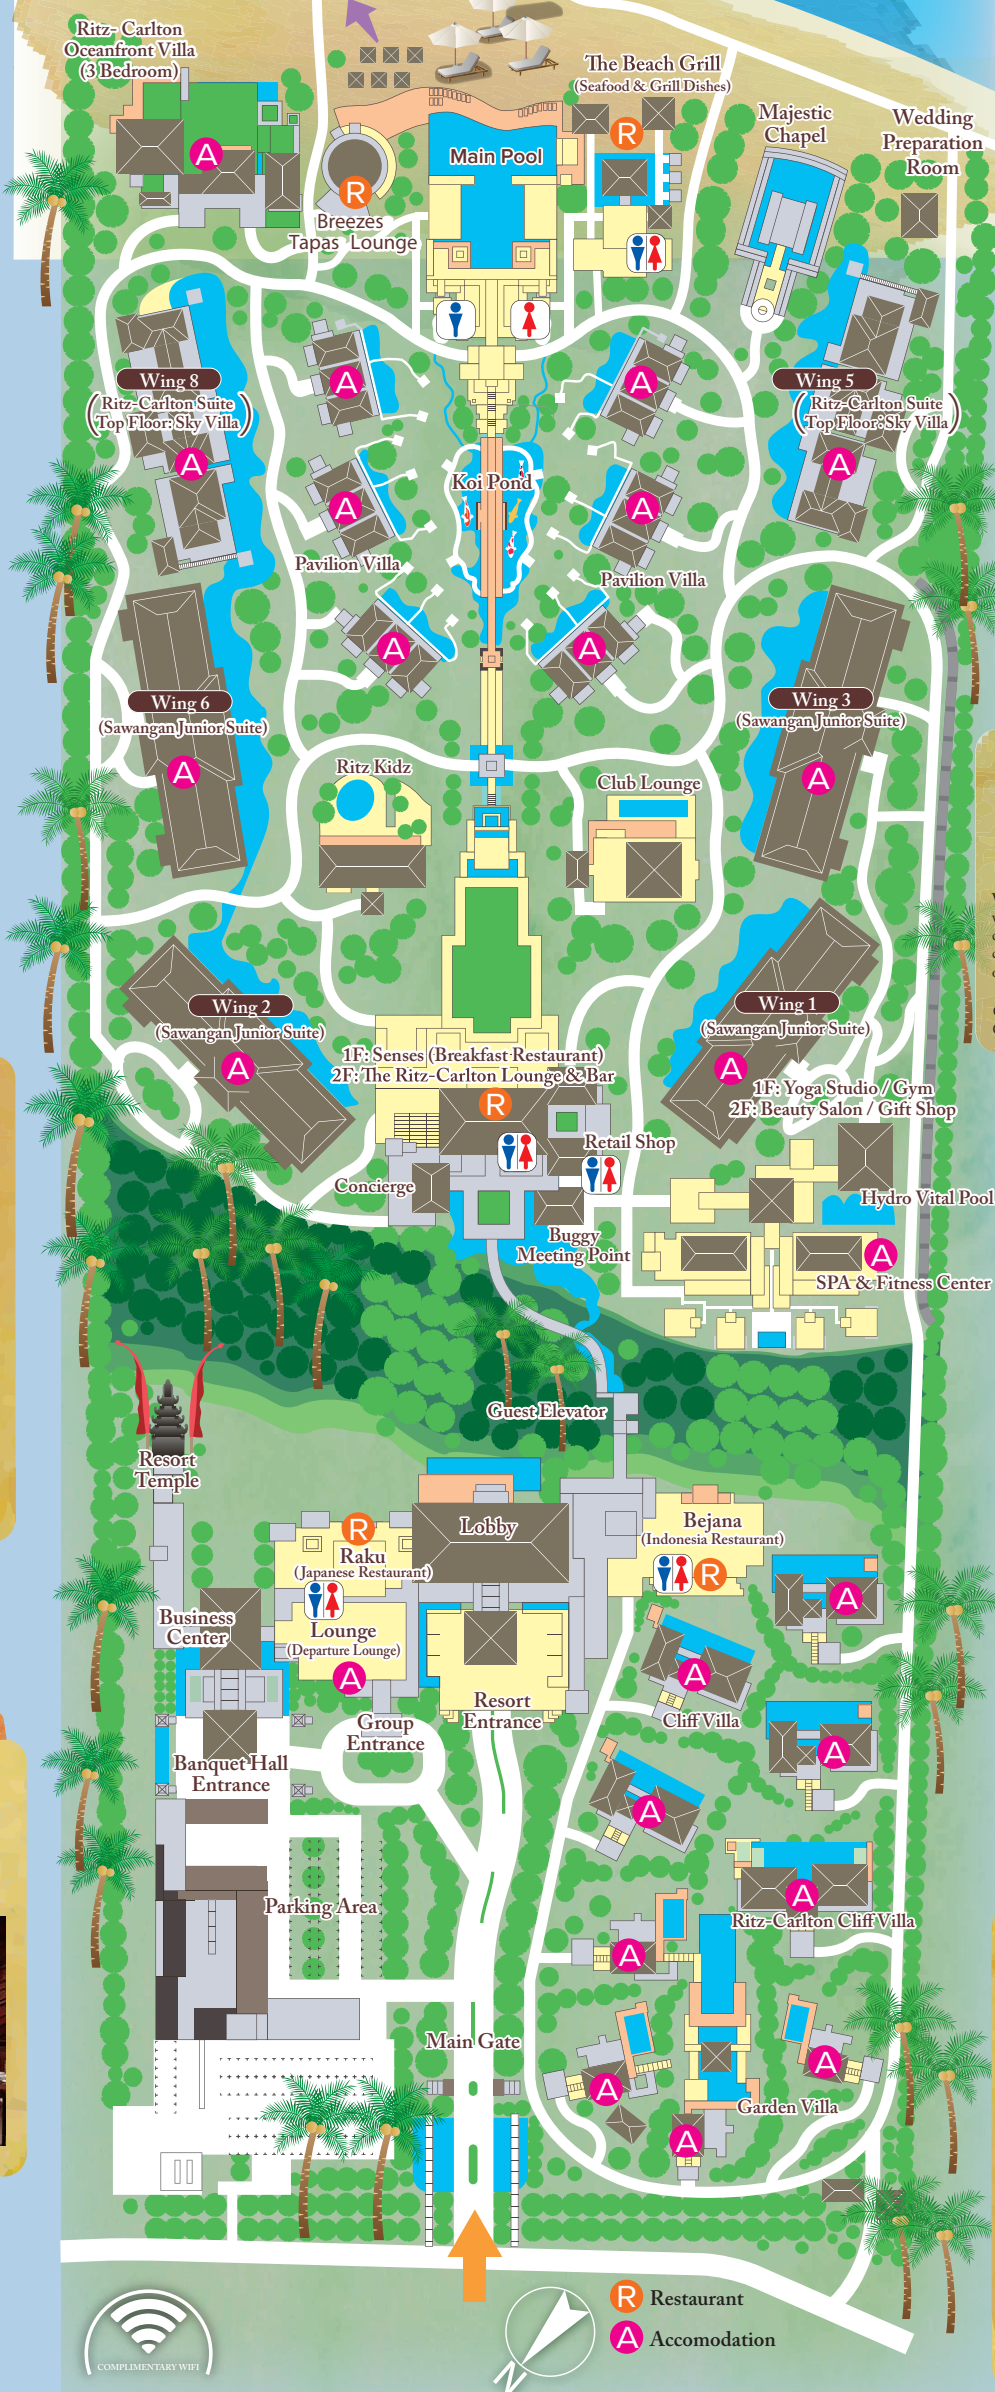 Ritz- Carlton
Oceanfront Villa
(3 Bedroom)
A
The Beach Grill
(Seafood & Grill Dishes)
R
Majestic
Chapel
Wedding
Preparation
Room
Main Pool
R
Breezes
Tapas Lounge
Wing 8
(Ritz-Carlton Suite
Top Floor: Sky Villa)
A
A
A
Wing 5
(Ritz-Carlton Suite
Top Floor: Sky Villa)
A
Koi Pond
A
A
Pavilion Villa
Pavilion Villa
A
A
Wing 6
(Sawangan Junior Suite)
A
Wing 3
(Sawangan Junior Suite)
A
Ritz Kidz
Club Lounge
Wing 2
(Sawangan Junior Suite)
A
Wing 1
(Sawangan Junior Suite)
A
1F: Senses (Breakfast Restaurant)
2F: The Ritz-Carlton Lounge & Bar
R
1F: Yoga Studio / Gym
2F: Beauty Salon / Gift Shop
Retail Shop
Concierge
Hydro Vital Pool
Buggy
Meeting Point
A
SPA & Fitness Center
Guest Elevator
Resort
Temple
Lobby
R
Raku
(Japanese Restaurant)
Bejana
(Indonesia Restaurant)
R
A
Business
Center
Lounge
(Departure Lounge)
A
A
Resort
Entrance
Cliff Villa
Group
Entrance
A
Banquet Hall
Entrance
A
A
Ritz-Carlton Cliff Villa
Parking Area
A
Main Gate
A
A
Garden Villa
A
COMPLIMENTARY WIFI
N
R Restaurant
A Accomodation